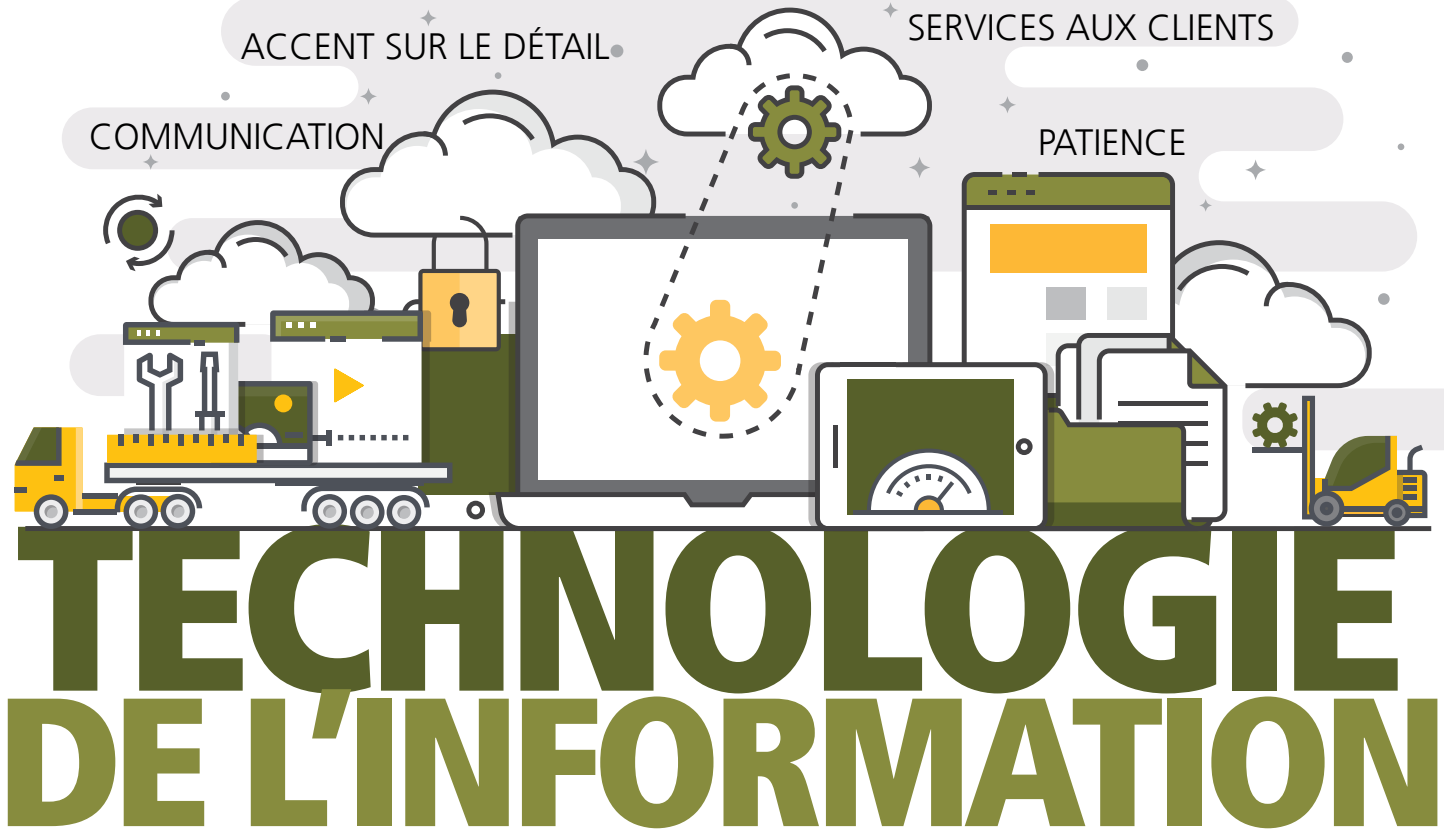 ACCENT SUR LE DÉTAIL
SERVICES AUX CLIENTS
COMMUNICATION
PATIENCE
TECHNOLOGIE
DE L’INFORMATION